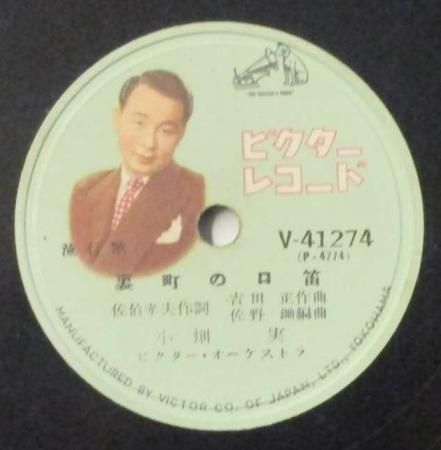 "HIS MASTER'S VOICE"
ビクター
レコード
V-41274
(P-4774)
流行歌
裏町の口笛
吉田正作曲
佐伯孝夫作詞
佐野鋤編曲
小畑実
ビクター・オーケストラ
MANUFACTURED BY VICTOR CO. OF JAPAN, LTD., YOKOHAMA